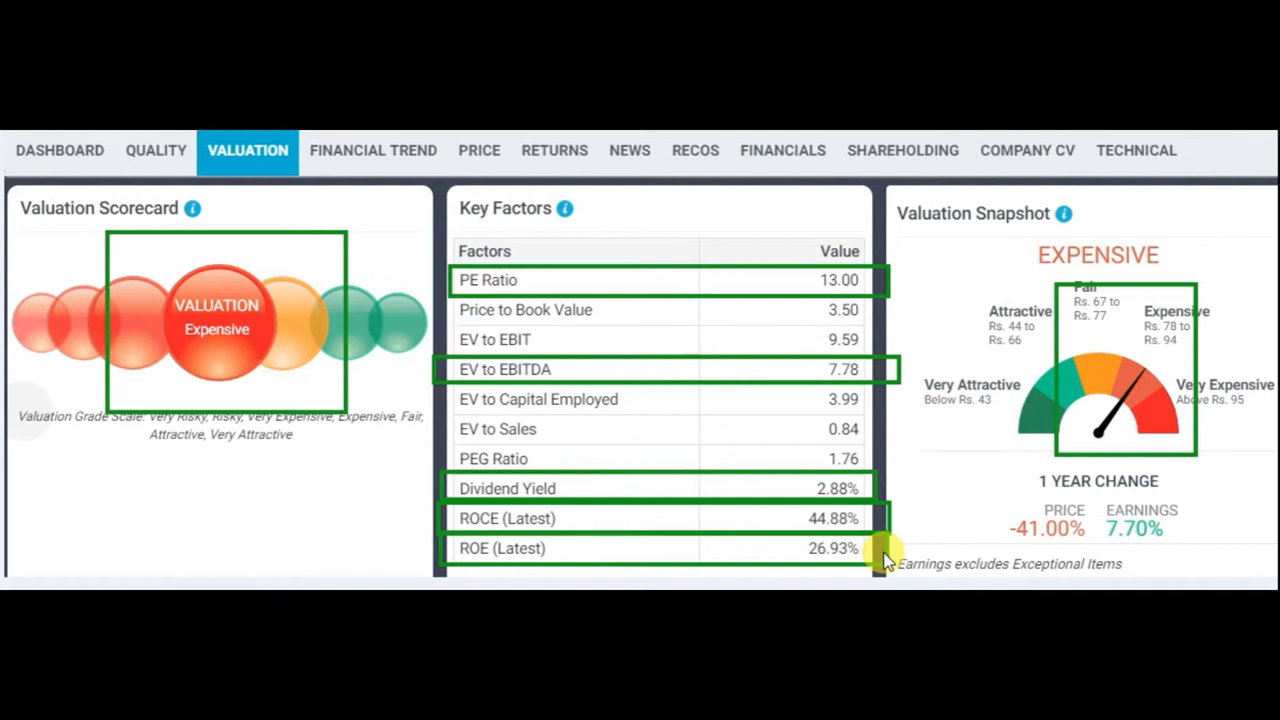 DASHBOARD QUALITY VALUATION FINANCIAL TREND PRICE RETURNS NEWS RECOS FINANCIALS SHAREHOLDING COMPANY CV TECHNICAL
Valuation Scorecard
VALUATION
Expensive
Valuation Grade Scale: Very Risky, Risky, Very Expensive, Expensive, Fair,
Attractive, Very Attractive
Key Factors
Factors Value
PE Ratio 13.00
Price to Book Value 3.50
EV to EBIT 9.59
EV to EBITDA 7.78
EV to Capital Employed 3.99
EV to Sales 0.84
PEG Ratio 1.76
Dividend Yield 2.88%
ROCE (Latest) 44.88%
ROE (Latest) 26.93%
Valuation Snapshot
EXPENSIVE
Fair
Rs. 67 to
Rs. 77
Attractive
Rs. 44 to
Rs. 66
Expensive
Rs. 78 to
Rs. 94
Very Attractive
Below Rs. 43
Very Expensive
Above Rs. 95
1 YEAR CHANGE
PRICE EARNINGS
-41.00% 7.70%
Earnings excludes Exceptional Items